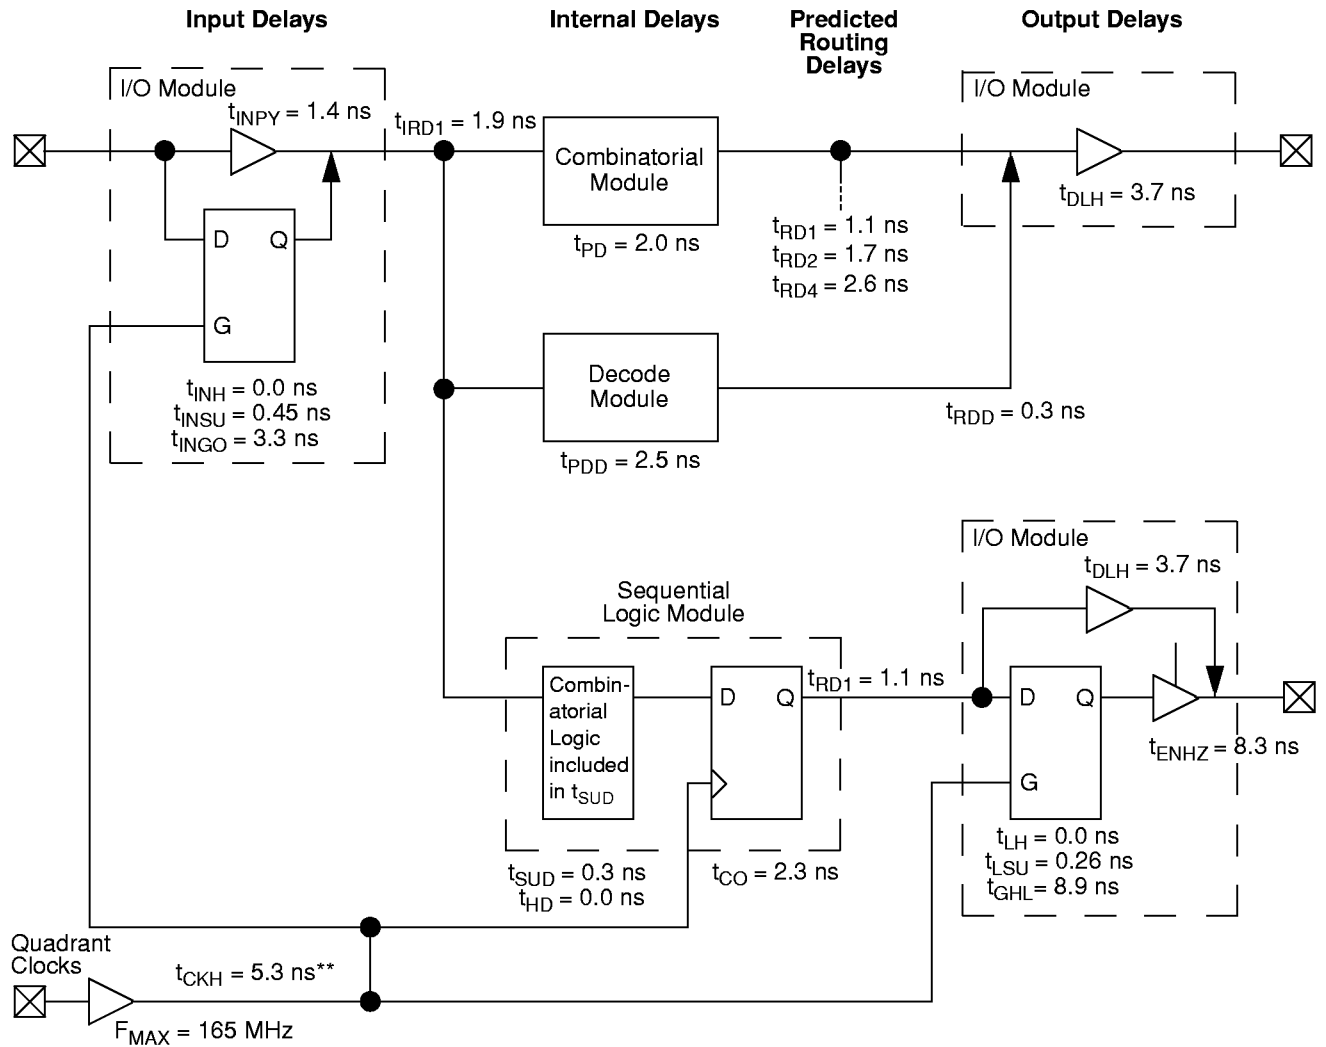 Input Delays
Internal Delays
Predicted
Routing
Delays
Output Delays
I/O Module
tINPY = 1.4 ns
tIRD1 = 1.9 ns
D Q
G
tINH = 0.0 ns
tINSU = 0.45 ns
tINGO = 3.3 ns
Combinatorial
Module
tPD = 2.0 ns
tRD1 = 1.1 ns
tRD2 = 1.7 ns
tRD4 = 2.6 ns
I/O Module
tDLH = 3.7 ns
Decode
Module
tPDD = 2.5 ns
tRDD = 0.3 ns
Sequential
Logic Module
Combin-
atorial
Logic
included
in tSUD
D Q
tRD1 = 1.1 ns
tSUD = 0.3 ns
tHD = 0.0 ns
tCO = 2.3 ns
I/O Module
tDLH = 3.7 ns
D Q
G
tENHZ = 8.3 ns
tLH = 0.0 ns
tLSU = 0.26 ns
tGHL= 8.9 ns
Quadrant
Clocks
tCKH = 5.3 ns**
FMAX = 165 MHz